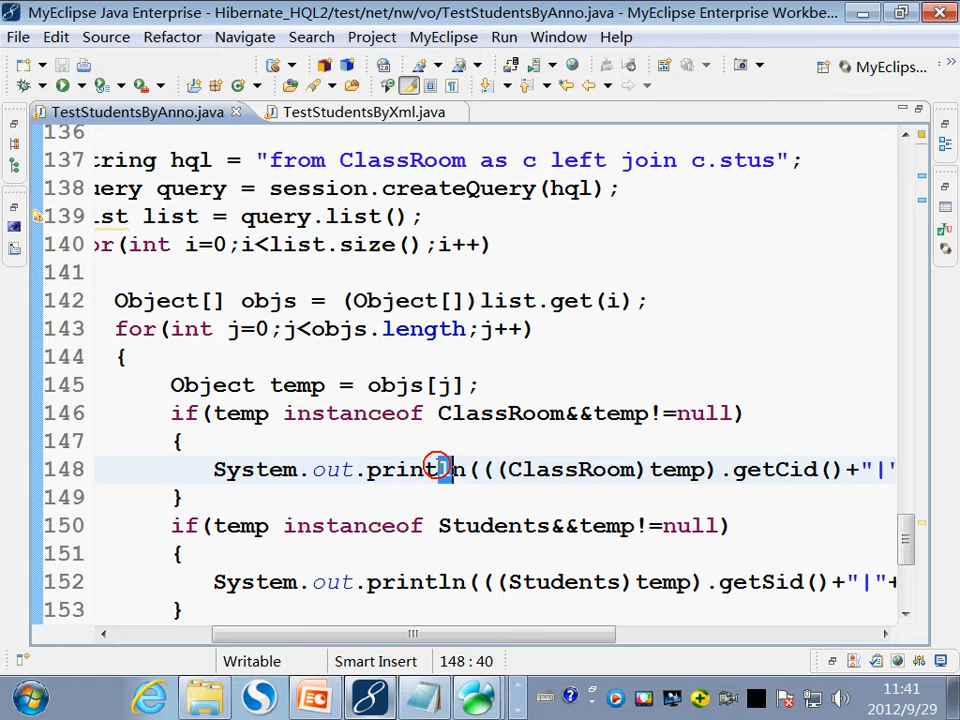 MyEclipse Java Enterprise - Hibernate_HQL2/test/net/nw/vo/TestStudentsByAnno.java - MyEclipse Enterprise Workbe...
File Edit Source Refactor Navigate Search Project MyEclipse Run Window Help
MyEclips...
TestStudentsByAnno.java TestStudentsByXml.java
136
137 tring hql = "from ClassRoom as c left join c.stus";
138 uery query = session.createQuery(hql);
139 ist list = query.list();
140 or(int i=0;i<list.size();i++)
141
142 Object[] objs = (Object[])list.get(i);
143 for(int j=0;j<objs.length;j++)
144 {
145 Object temp = objs[j];
146 if(temp instanceof ClassRoom&&temp!=null)
147 {
148 System.out.println(((ClassRoom)temp).getCid()+"|"
149 }
150 if(temp instanceof Students&&temp!=null)
151 {
152 System.out.println(((Students)temp).getSid()+"|"+
153 }
Writable Smart Insert 148 : 40
11:41
2012/9/29